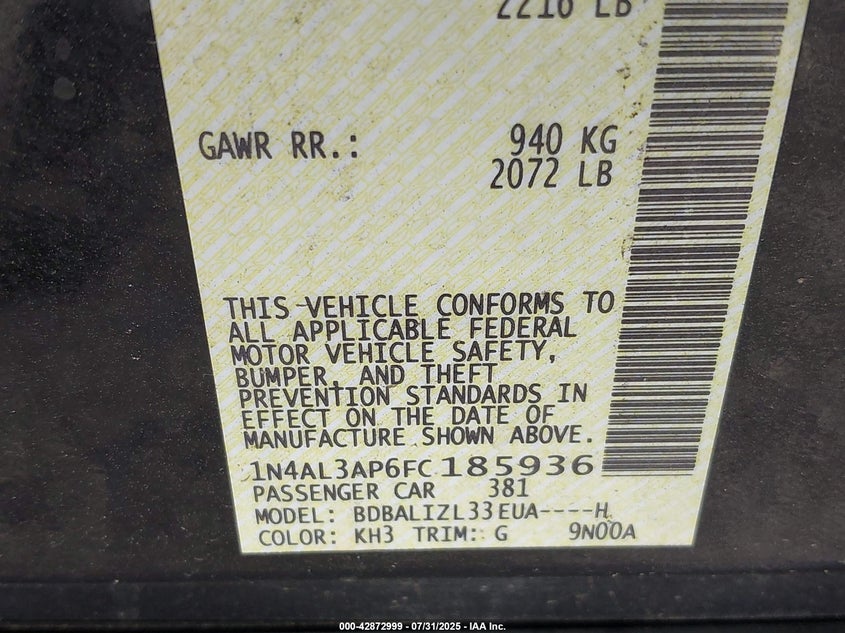 2216 LB
GAWR RR.: 940 KG
2072 LB
THIS VEHICLE CONFORMS TO
ALL APPLICABLE FEDERAL
MOTOR VEHICLE SAFETY,
BUMPER, AND THEFT
PREVENTION STANDARDS IN
EFFECT ON THE DATE OF
MANUFACTURE SHOWN ABOVE.
1N4AL3AP6FC185936
PASSENGER CAR 381
MODEL: BDBALIZL33EUA----H
COLOR: KH3 TRIM: G 9N00A
000-42872999 - 07/31/2025 - IAA Inc.